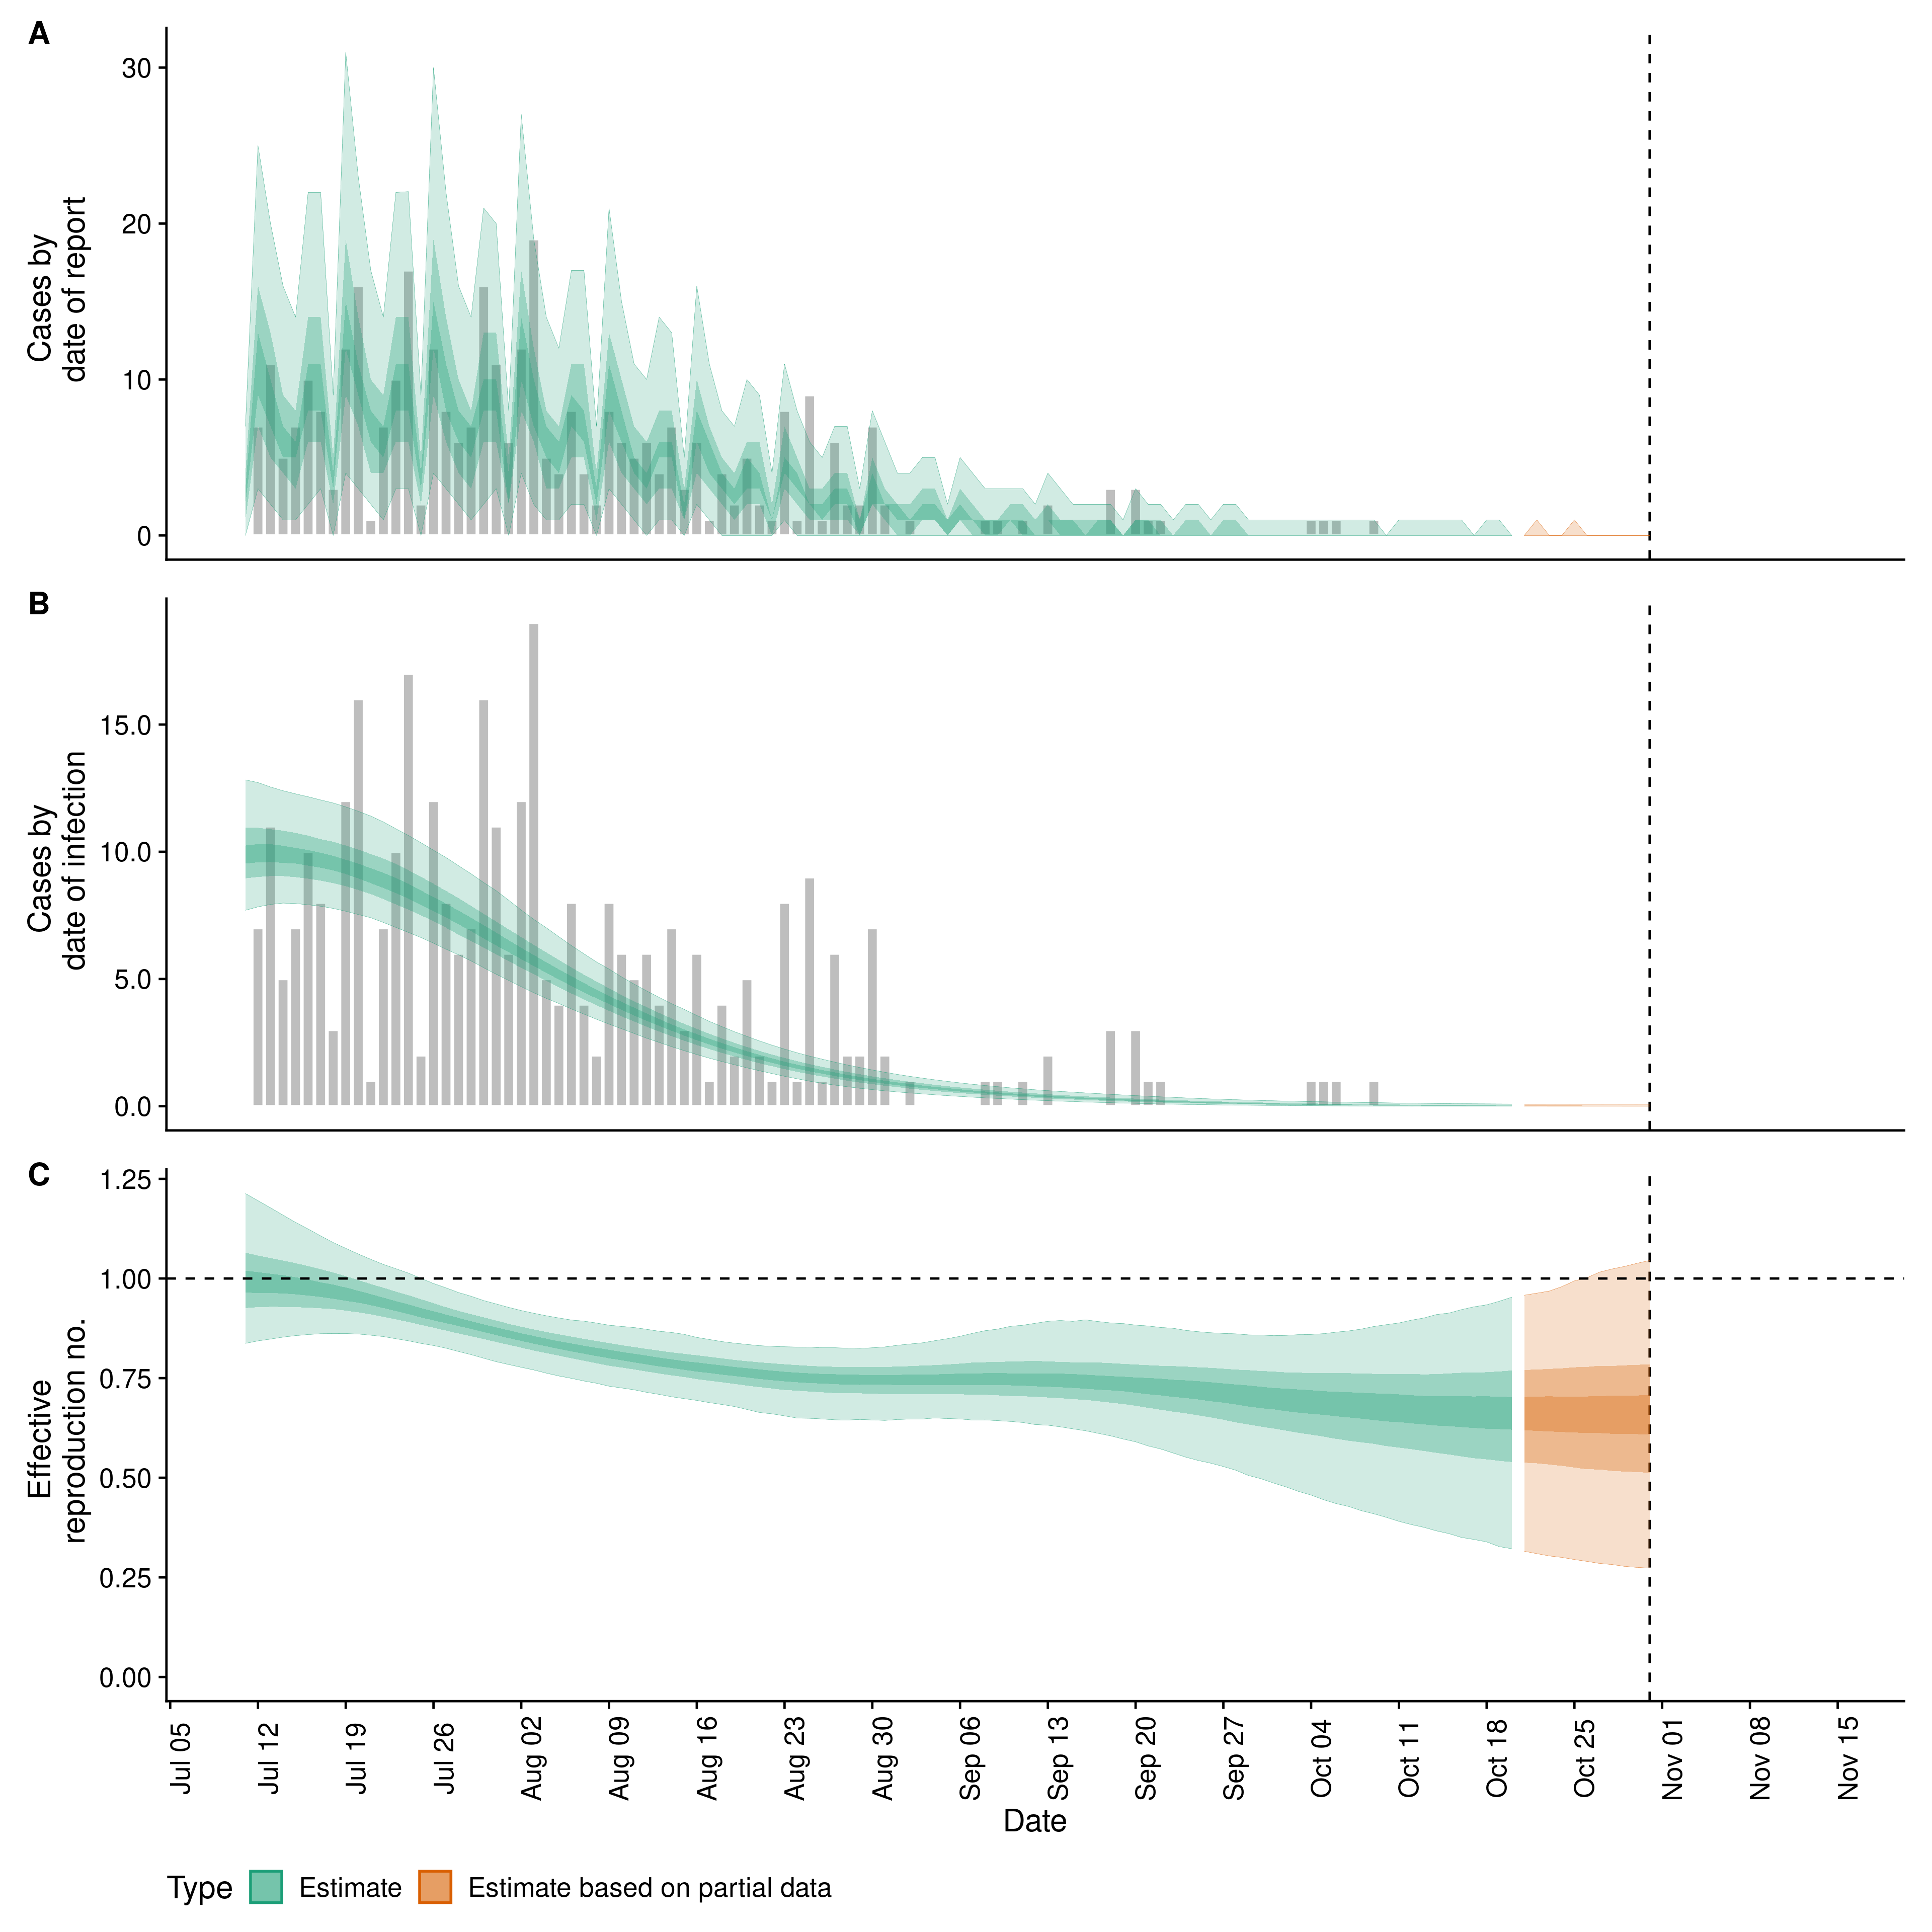 A
Cases by
date of report
30
20
10
0
B
Cases by
date of infection
15.0
10.0
5.0
0.0
C
Effective
reproduction no.
1.25
1.00
0.75
0.50
0.25
0.00
Jul 05
Jul 12
Jul 19
Jul 26
Aug 02
Aug 09
Aug 16
Aug 23
Aug 30
Sep 06
Sep 13
Sep 20
Sep 27
Oct 04
Oct 11
Oct 18
Oct 25
Nov 01
Nov 08
Nov 15
Date
Type Estimate Estimate based on partial data